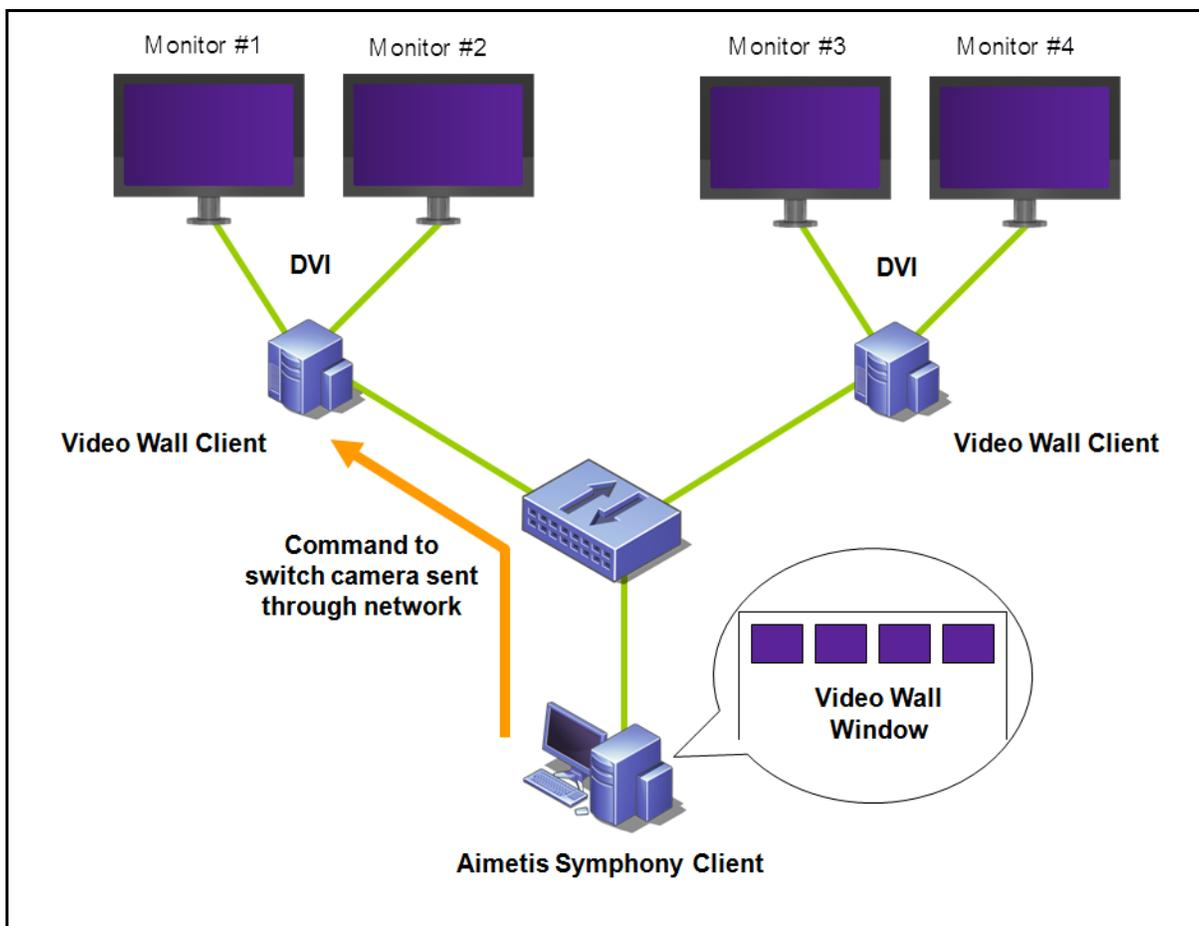 Monitor #1
Monitor #2
Monitor #3
Monitor #4
DVI
DVI
Video Wall Client
Video Wall Client
Command to
switch camera sent
through network
Video Wall
Window
Aimetis Symphony Client